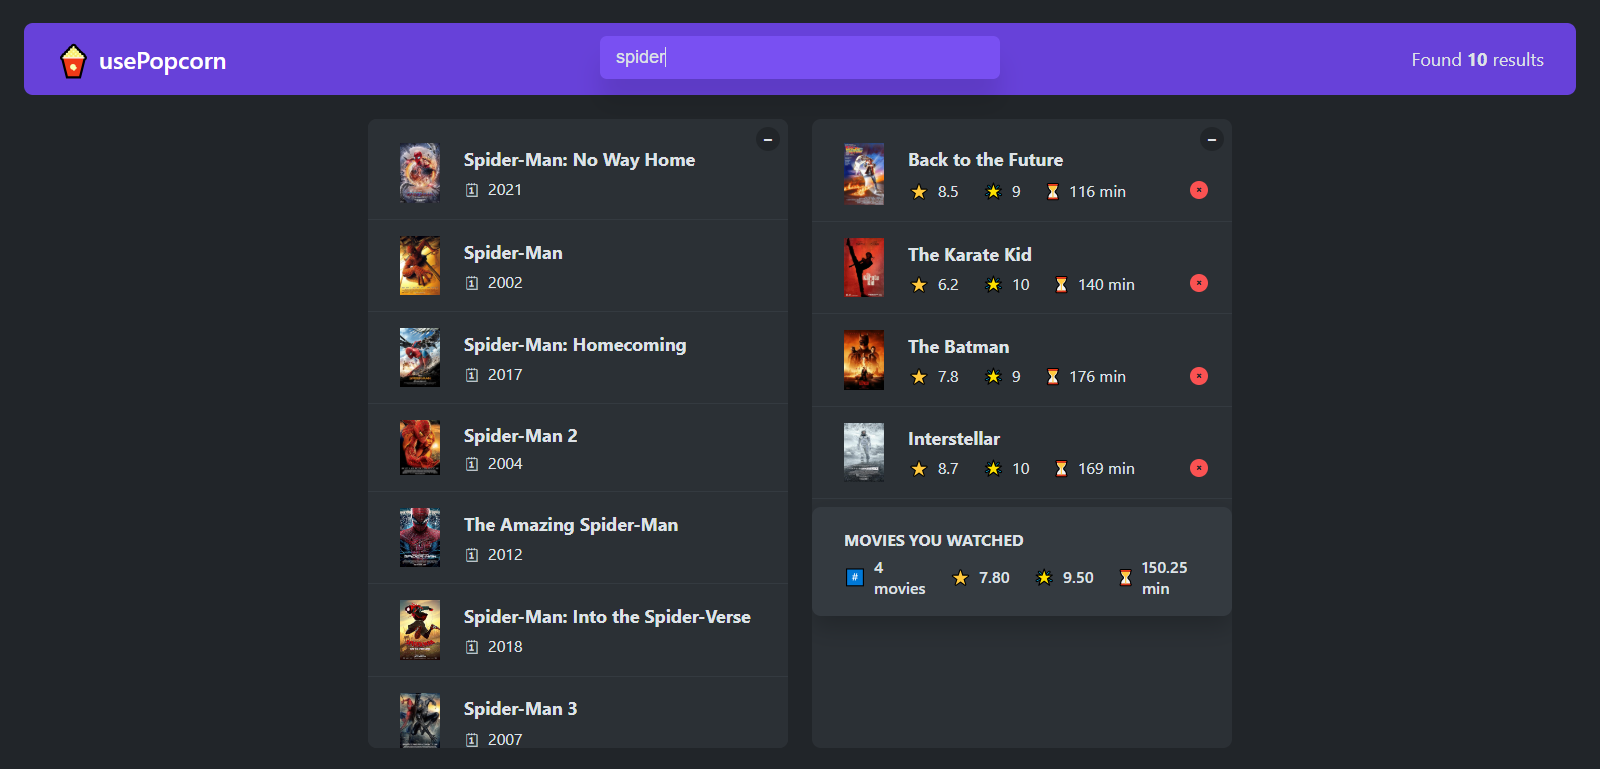 usePopcorn
spider
Found 10 results
Spider-Man: No Way Home
2021
Spider-Man
2002
Spider-Man: Homecoming
2017
Spider-Man 2
2004
The Amazing Spider-Man
2012
Spider-Man: Into the Spider-Verse
2018
Spider-Man 3
2007
Back to the Future
8.5 9 116 min
The Karate Kid
6.2 10 140 min
The Batman
7.8 9 176 min
Interstellar
8.7 10 169 min
MOVIES YOU WATCHED
# 4 movies 7.80 9.50 150.25 min